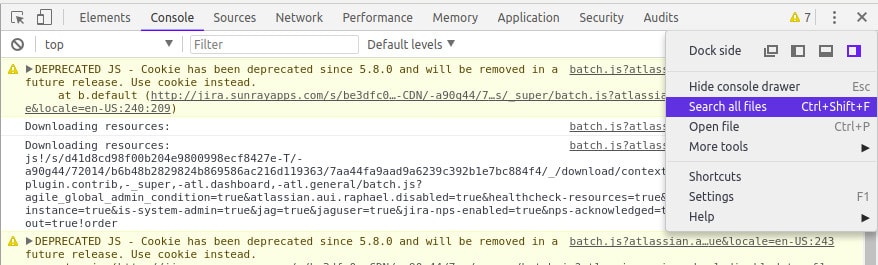 Elements Console Sources Network Performance Memory Application Security Audits 7
top Filter Default levels
DEPRECATED JS - Cookie has been deprecated since 5.8.0 and will be removed in a batch.js?atlassia
future release. Use cookie instead.
at b.default (http://jira.sunrayapps.com/s/be3dfc0…-CDN/-a90g44/7…s/_super/batch.js?atlassia
e&locale=en-US:240:209)
Downloading resources: batch.js?atlass
Downloading resources: batch.js?atlass
js!/s/d41d8cd98f00b204e9800998ecf8427e-T/-
a90g44/72014/b6b48b2829824b869586ac216d119363/7aa44fa9aad9a6239c392b1e7bc884f4/_/download/context
plugin.contrib,-_super,-atl.dashboard,-atl.general/batch.js?
agile_global_admin_condition=true&atlassian.aui.raphael.disabled=true&healthcheck-resources=true&
instance=true&is-system-admin=true&jag=true&jaguser=true&jira-nps-enabled=true&nps-acknowledged=t
out=true!order
DEPRECATED JS - Cookie has been deprecated since 5.8.0 and will be removed in a batch.js?atlassian.a…ue&locale=en-US:243
future release. Use cookie instead.
Dock side
Hide console drawer Esc
Search all files Ctrl+Shift+F
Open file Ctrl+P
More tools
Shortcuts
Settings F1
Help